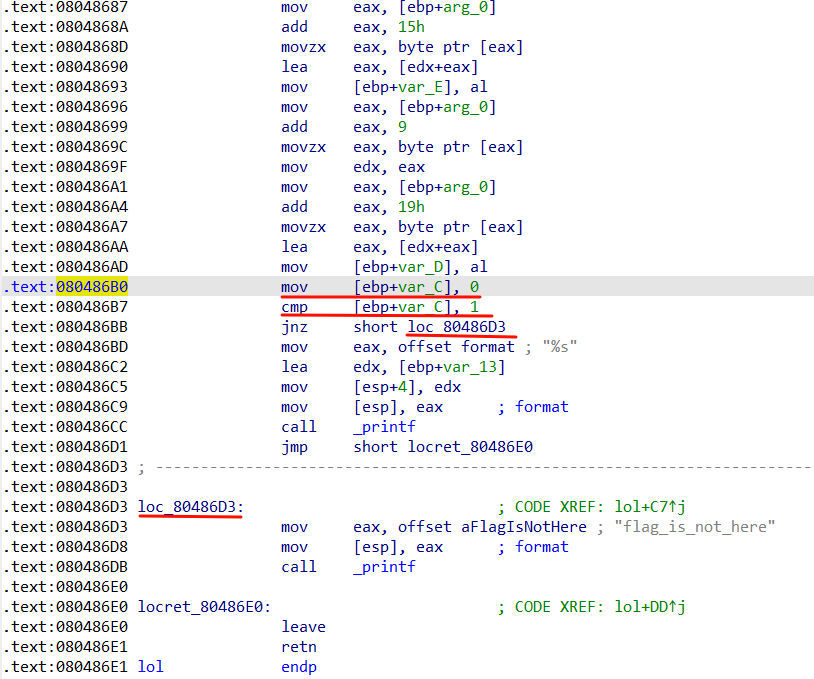 .text:08048687 mov eax, [ebp+arg_0]
.text:0804868A add eax, 15h
.text:0804868D movzx eax, byte ptr [eax]
.text:08048690 lea eax, [edx+eax]
.text:08048693 mov [ebp+var_E], al
.text:08048696 mov eax, [ebp+arg_0]
.text:08048699 add eax, 9
.text:0804869C movzx eax, byte ptr [eax]
.text:0804869F mov edx, eax
.text:080486A1 mov eax, [ebp+arg_0]
.text:080486A4 add eax, 19h
.text:080486A7 movzx eax, byte ptr [eax]
.text:080486AA lea eax, [edx+eax]
.text:080486AD mov [ebp+var_D], al
.text:080486B0 mov [ebp+var_C], 0
.text:080486B7 cmp [ebp+var_C], 1
.text:080486BB jnz short loc_80486D3
.text:080486BD mov eax, offset format ; "%s"
.text:080486C2 lea edx, [ebp+var_13]
.text:080486C5 mov [esp+4], edx
.text:080486C9 mov [esp], eax ; format
.text:080486CC call _printf
.text:080486D1 jmp short locret_80486E0
.text:080486D3 ; ---------------------------------------------------------------------------
.text:080486D3
.text:080486D3 loc_80486D3: ; CODE XREF: lol+C7↑j
.text:080486D3 mov eax, offset aFlagIsNotHere ; "flag_is_not_here"
.text:080486D8 mov [esp], eax ; format
.text:080486DB call _printf
.text:080486E0
.text:080486E0 locret_80486E0: ; CODE XREF: lol+DD↑j
.text:080486E0 leave
.text:080486E1 retn
.text:080486E1 lol endp